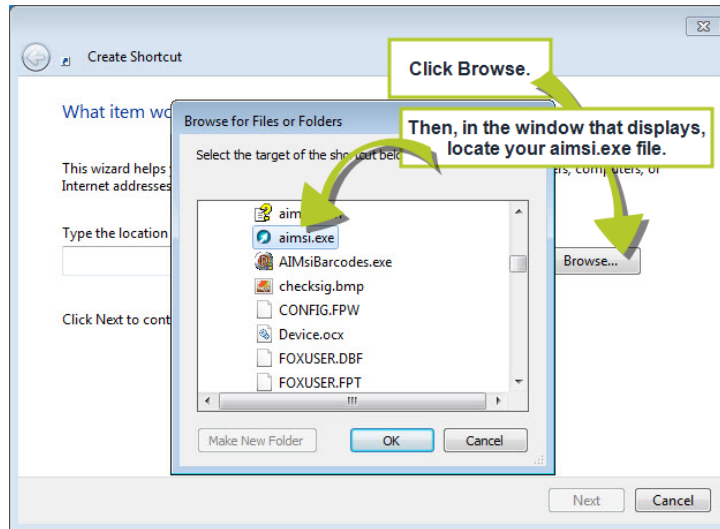 Create Shortcut
Click Browse.
What item wo
Browse for Files or Folders
Then, in the window that displays,
locate your aimsi.exe file.
Select the target of the shortcut below
This wizard helps
ers, computers, or
Internet addresses
aim
aimsi.exe
Type the location
AIMsiBarcodes.exe
Browse...
checksig.bmp
CONFIG.FPW
Click Next to cont
Device.ocx
FOXUSER.DBF
FOXUSER.FPT
Make New Folder
OK
Cancel
Next
Cancel